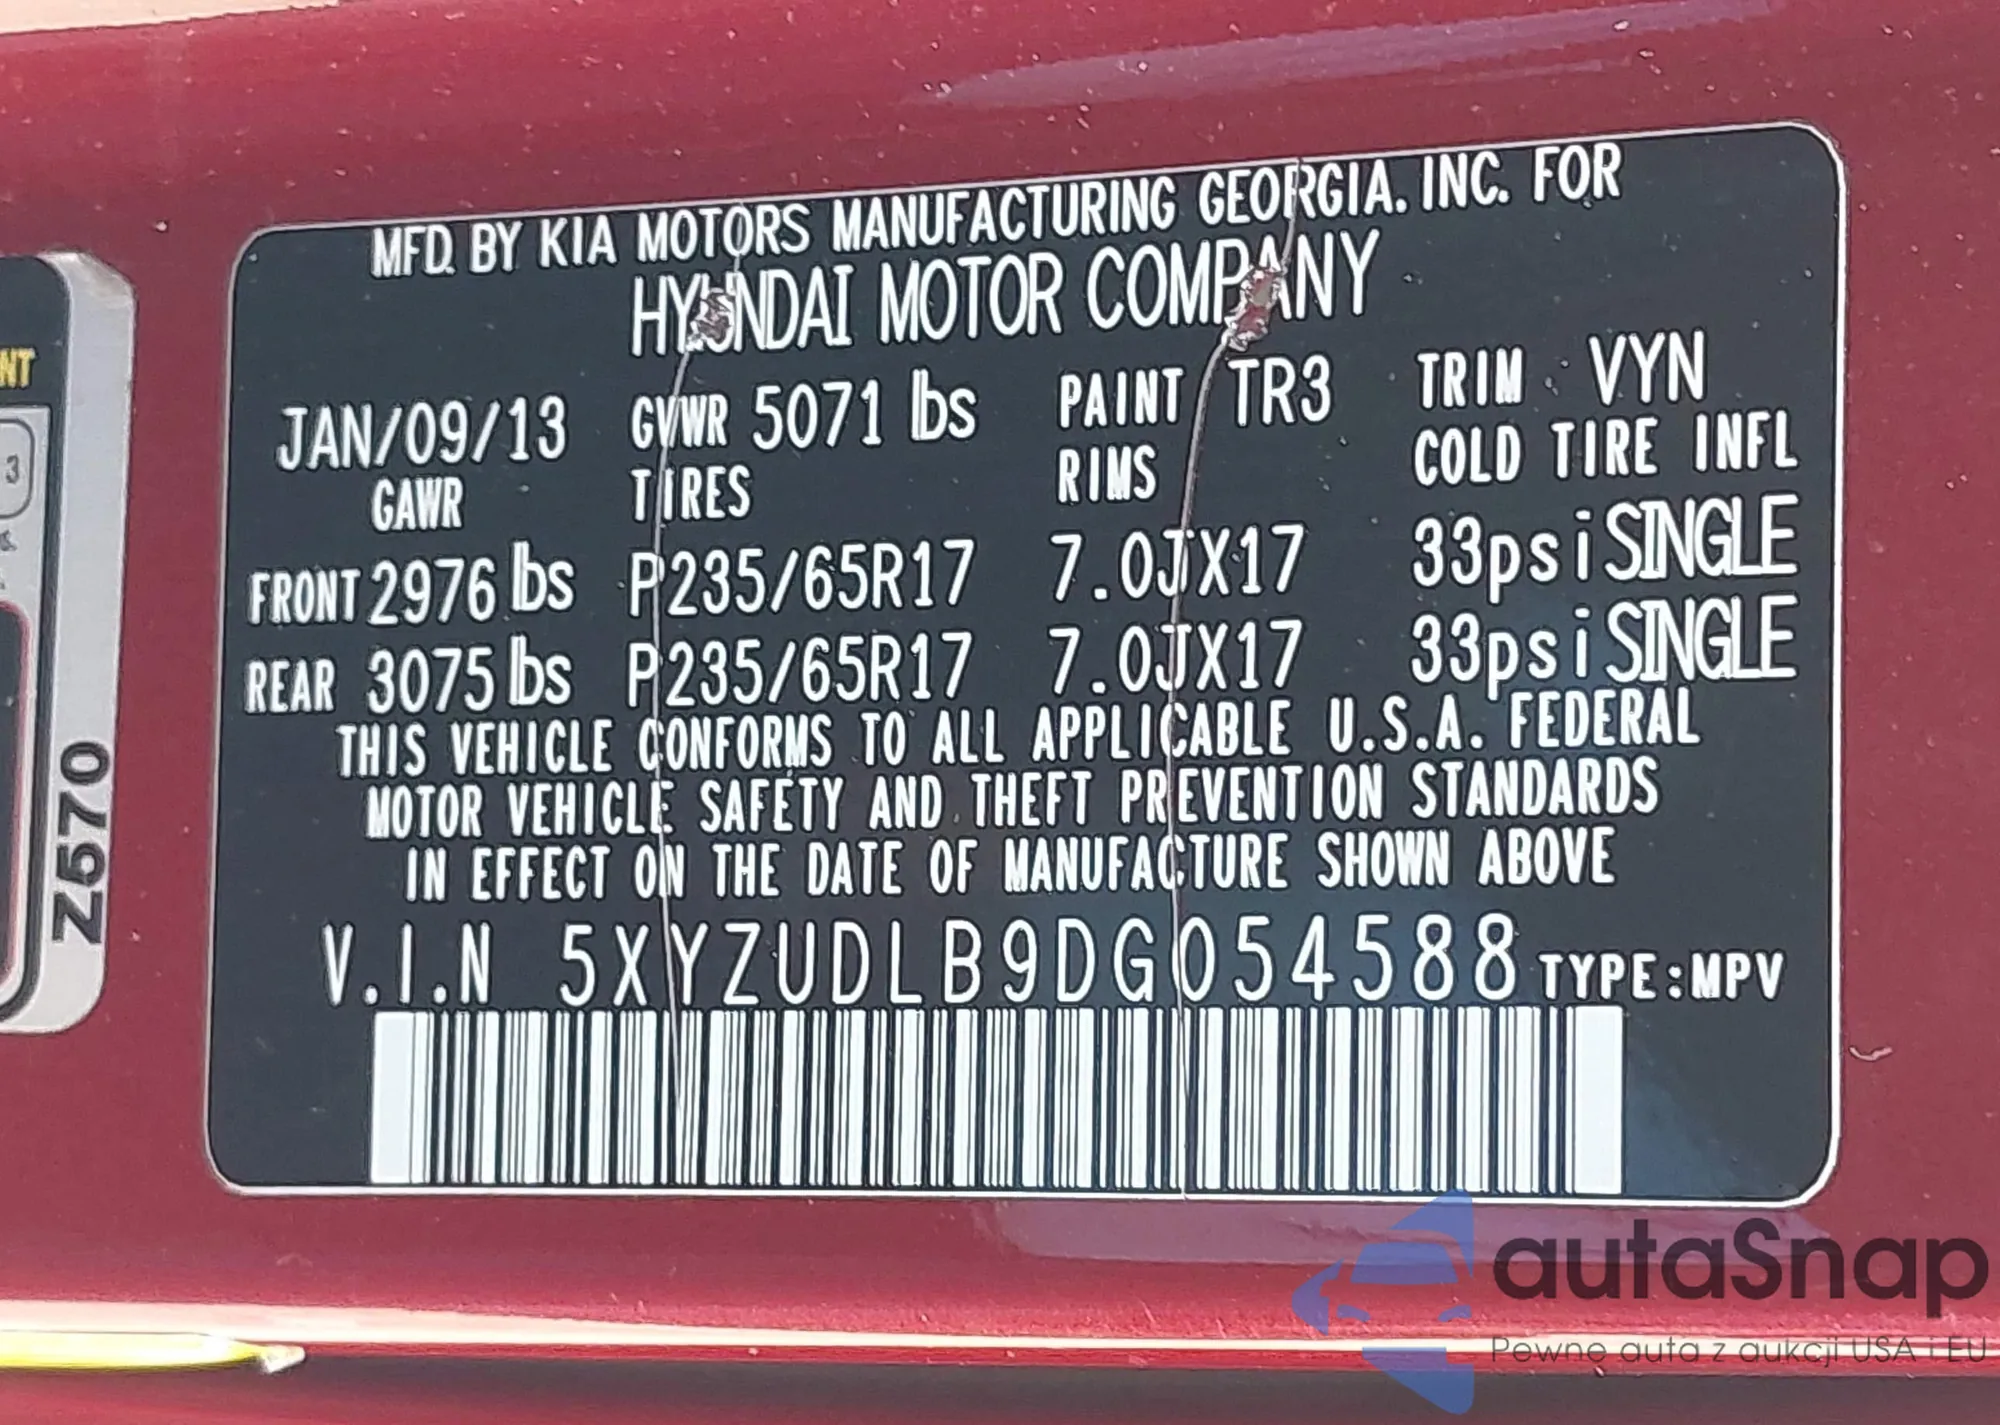 MFD. BY KIA MOTORS MANUFACTURING GEORGIA. INC. FOR
HYUNDAI MOTOR COMPANY
JAN/09/13 GVWR 5071 lbs PAINT TR3 TRIM VYN
GAWR TIRES RIMS COLD TIRE INFL
FRONT 2976 lbs P235/65R17 7.0JX17 33psi SINGLE
REAR 3075 lbs P235/65R17 7.0JX17 33psi SINGLE
THIS VEHICLE CONFORMS TO ALL APPLICABLE U.S.A. FEDERAL
MOTOR VEHICLE SAFETY AND THEFT PREVENTION STANDARDS
IN EFFECT ON THE DATE OF MANUFACTURE SHOWN ABOVE
V.I.N 5XYZUDLB9DG054588 TYPE:MPV
NT
3
Z570
autaSnap
Pewne auta z aukcji USA i EU